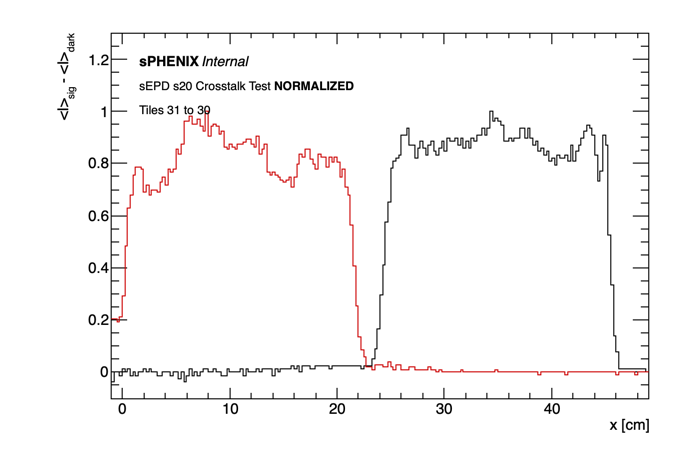 <I>sig - <I>dark
sPHENIX Internal
sEPD s20 Crosstalk Test NORMALIZED
Tiles 31 to 30
1.2
1
0.8
0.6
0.4
0.2
0
0 10 20 30 40
x [cm]